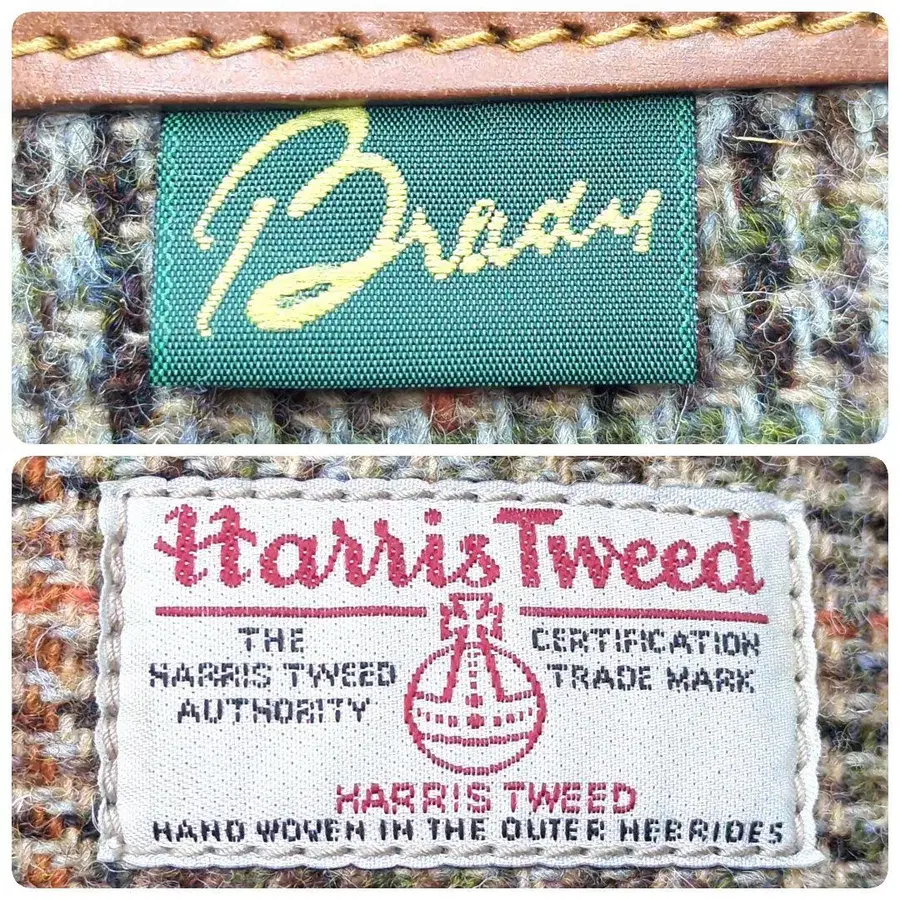 Brady
Harris Tweed
THE
HARRIS TWEED
AUTHORITY
CERTIFICATION
TRADE MARK
HARRIS TWEED
HAND WOVEN IN THE OUTER HEBRIDES